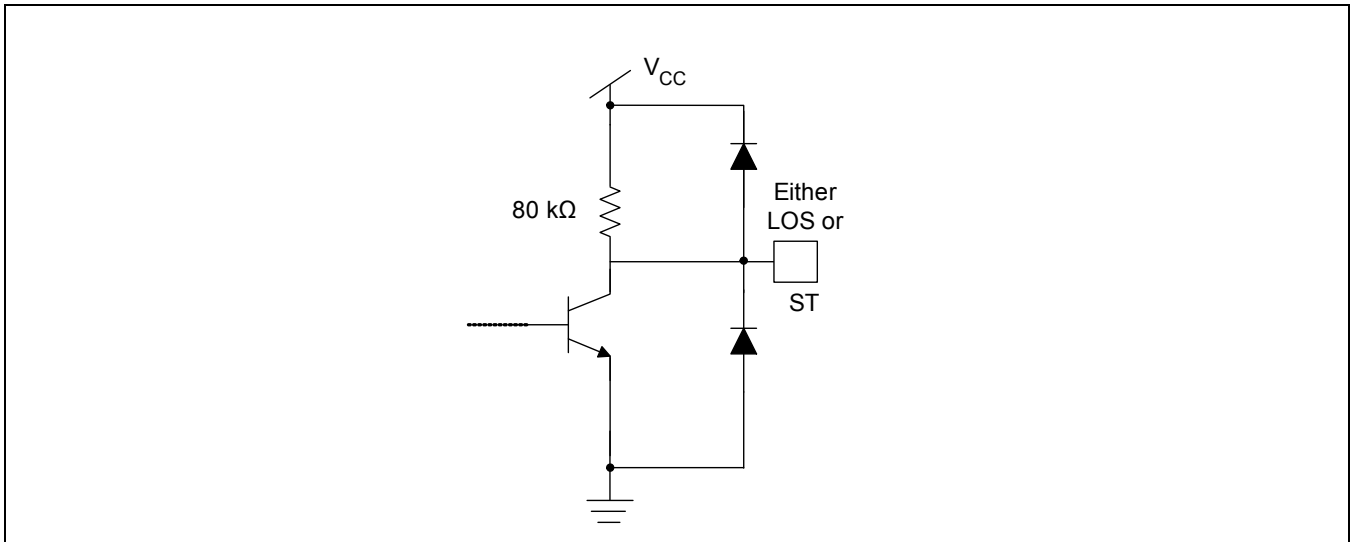 V_CC
80 kΩ
Either
LOS or
ST